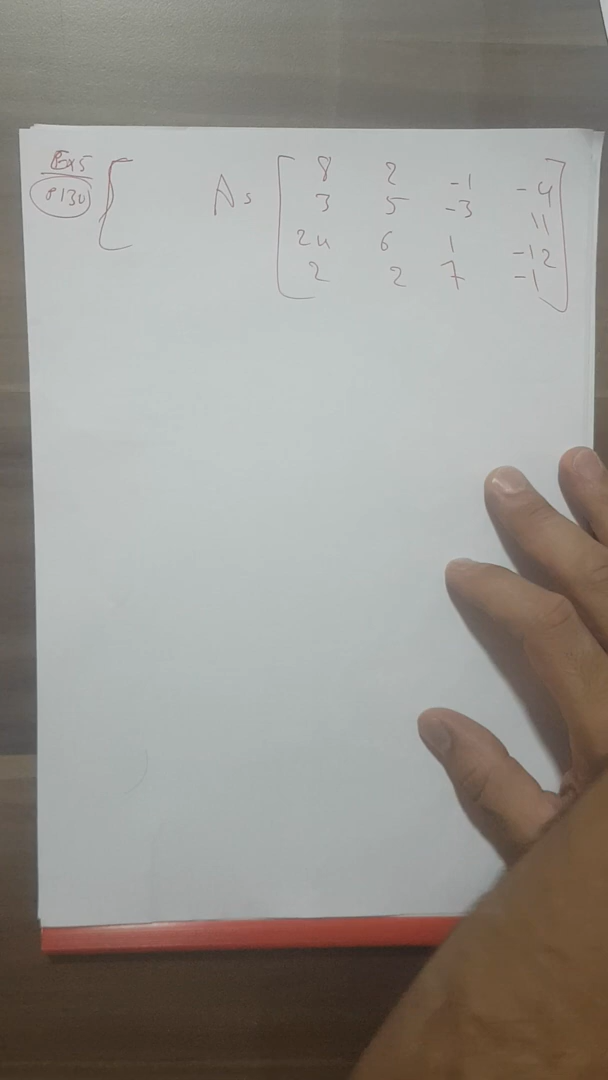 Ex5
P130
A = [ 8 2 -1 -4
3 5 -3 11
24 6 1 -12
2 2 7 -1 ]